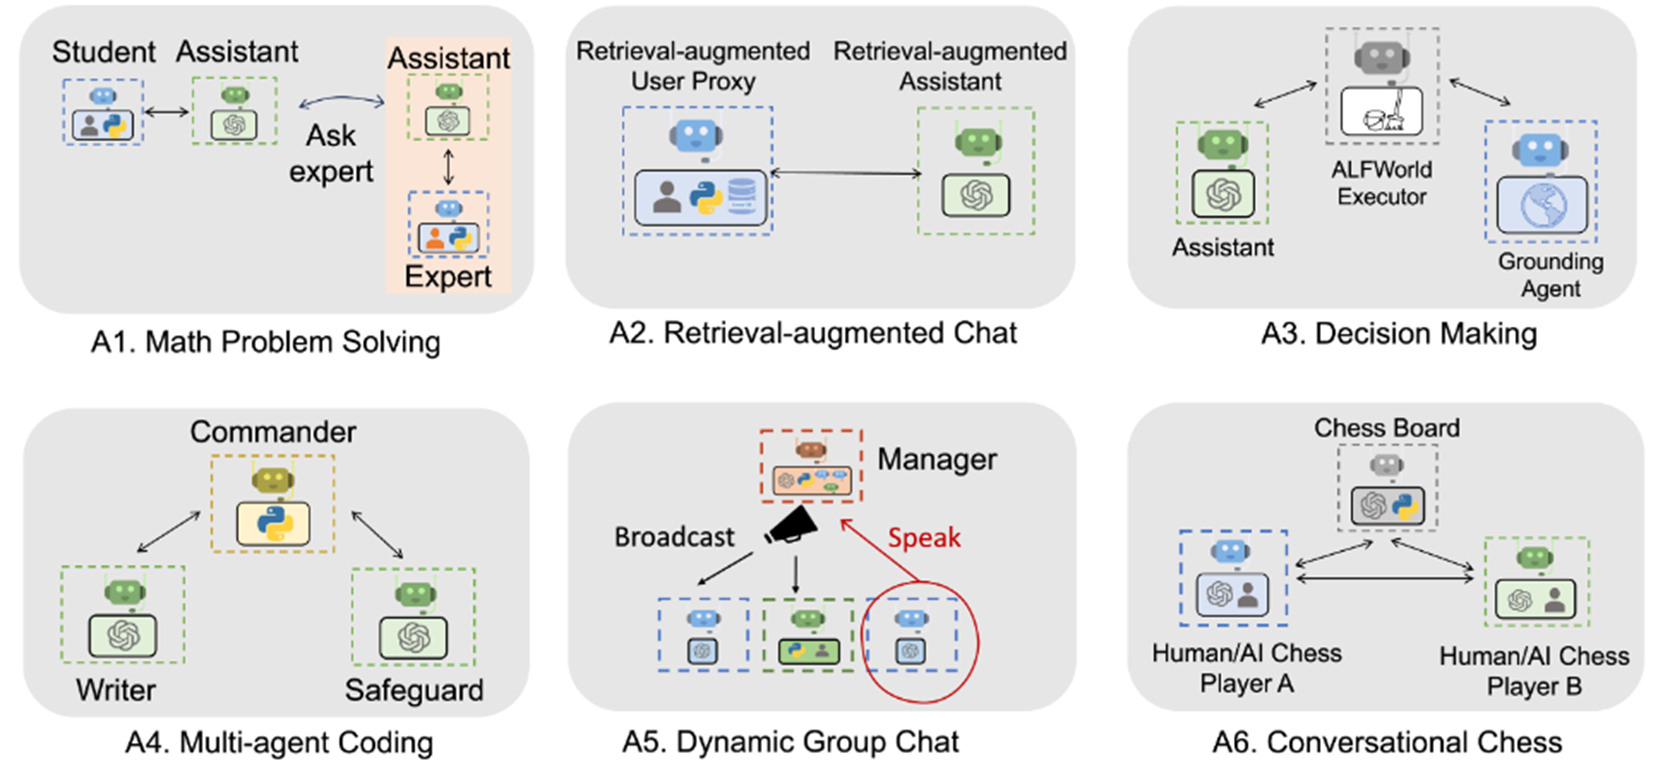 Student
Assistant
Assistant
Ask
expert
Expert
A1. Math Problem Solving
Retrieval-augmented
User Proxy
Retrieval-augmented
Assistant
A2. Retrieval-augmented Chat
ALFWorld
Executor
Assistant
Grounding
Agent
A3. Decision Making
Commander
Writer
Safeguard
A4. Multi-agent Coding
Manager
Broadcast
Speak
A5. Dynamic Group Chat
Chess Board
Human/AI Chess
Player A
Human/AI Chess
Player B
A6. Conversational Chess